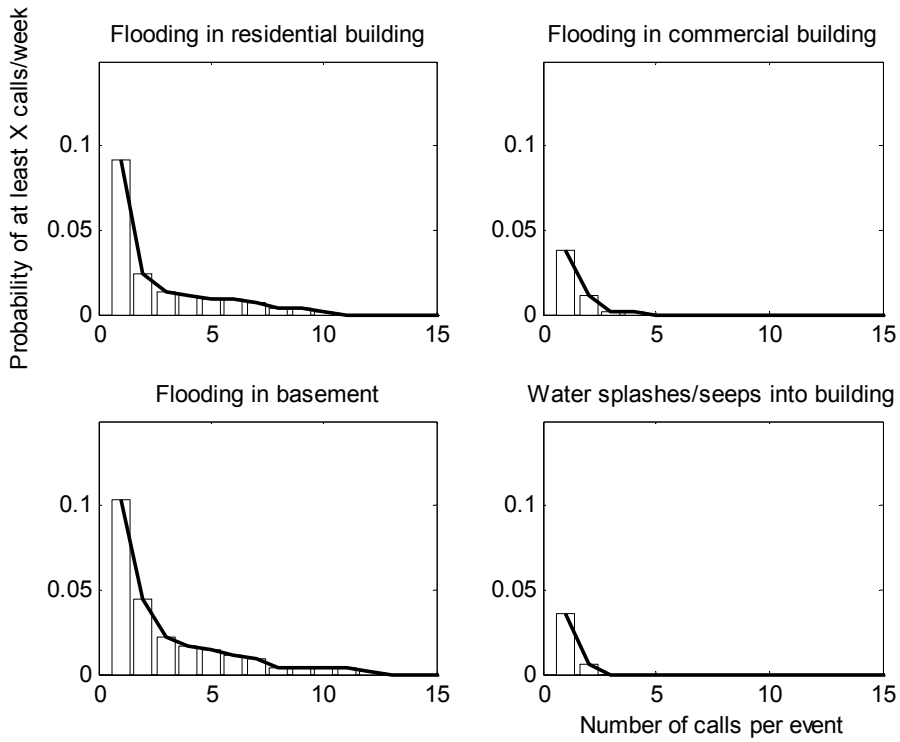 Probability of at least X calls/week
Flooding in residential building
0.1
0.05
0
0 5 10 15
Flooding in commercial building
0.1
0.05
0
0 5 10 15
Flooding in basement
0.1
0.05
0
0 5 10 15
Water splashes/seeps into building
0.1
0.05
0
0 5 10 15
Number of calls per event